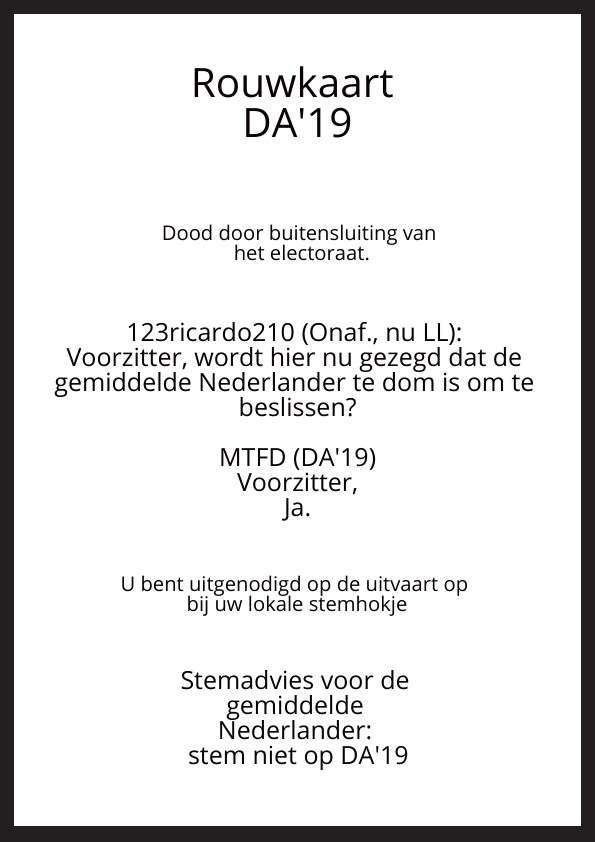 Rouwkaart
DA'19
Dood door buitensluiting van
het electoraat.
123ricardo210 (Onaf., nu LL):
Voorzitter, wordt hier nu gezegd dat de
gemiddelde Nederlander te dom is om te
beslissen?
MTFD (DA'19)
Voorzitter,
Ja.
U bent uitgenodigd op de uitvaart op
bij uw lokale stemhokje
Stemadvies voor de
gemiddelde
Nederlander:
stem niet op DA'19